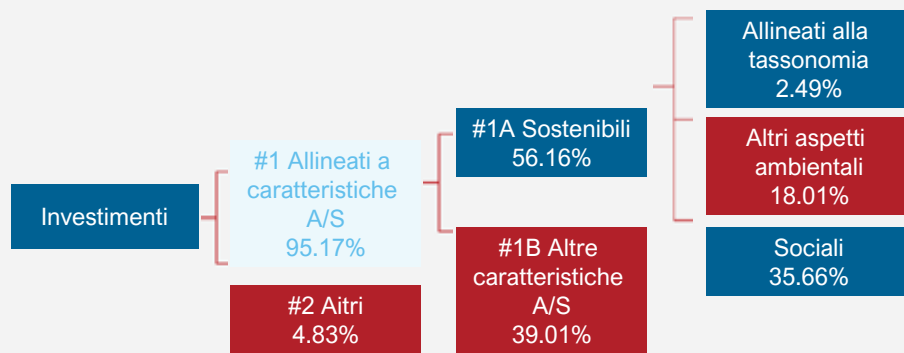 Investimenti
#1 Allineati a
caratteristiche
A/S
95.17%
#2 Aitri
4.83%
#1A Sostenibili
56.16%
#1B Altre
caratteristiche
A/S
39.01%
Allineati alla
tassonomia
2.49%
Altri aspetti
ambientali
18.01%
Sociali
35.66%